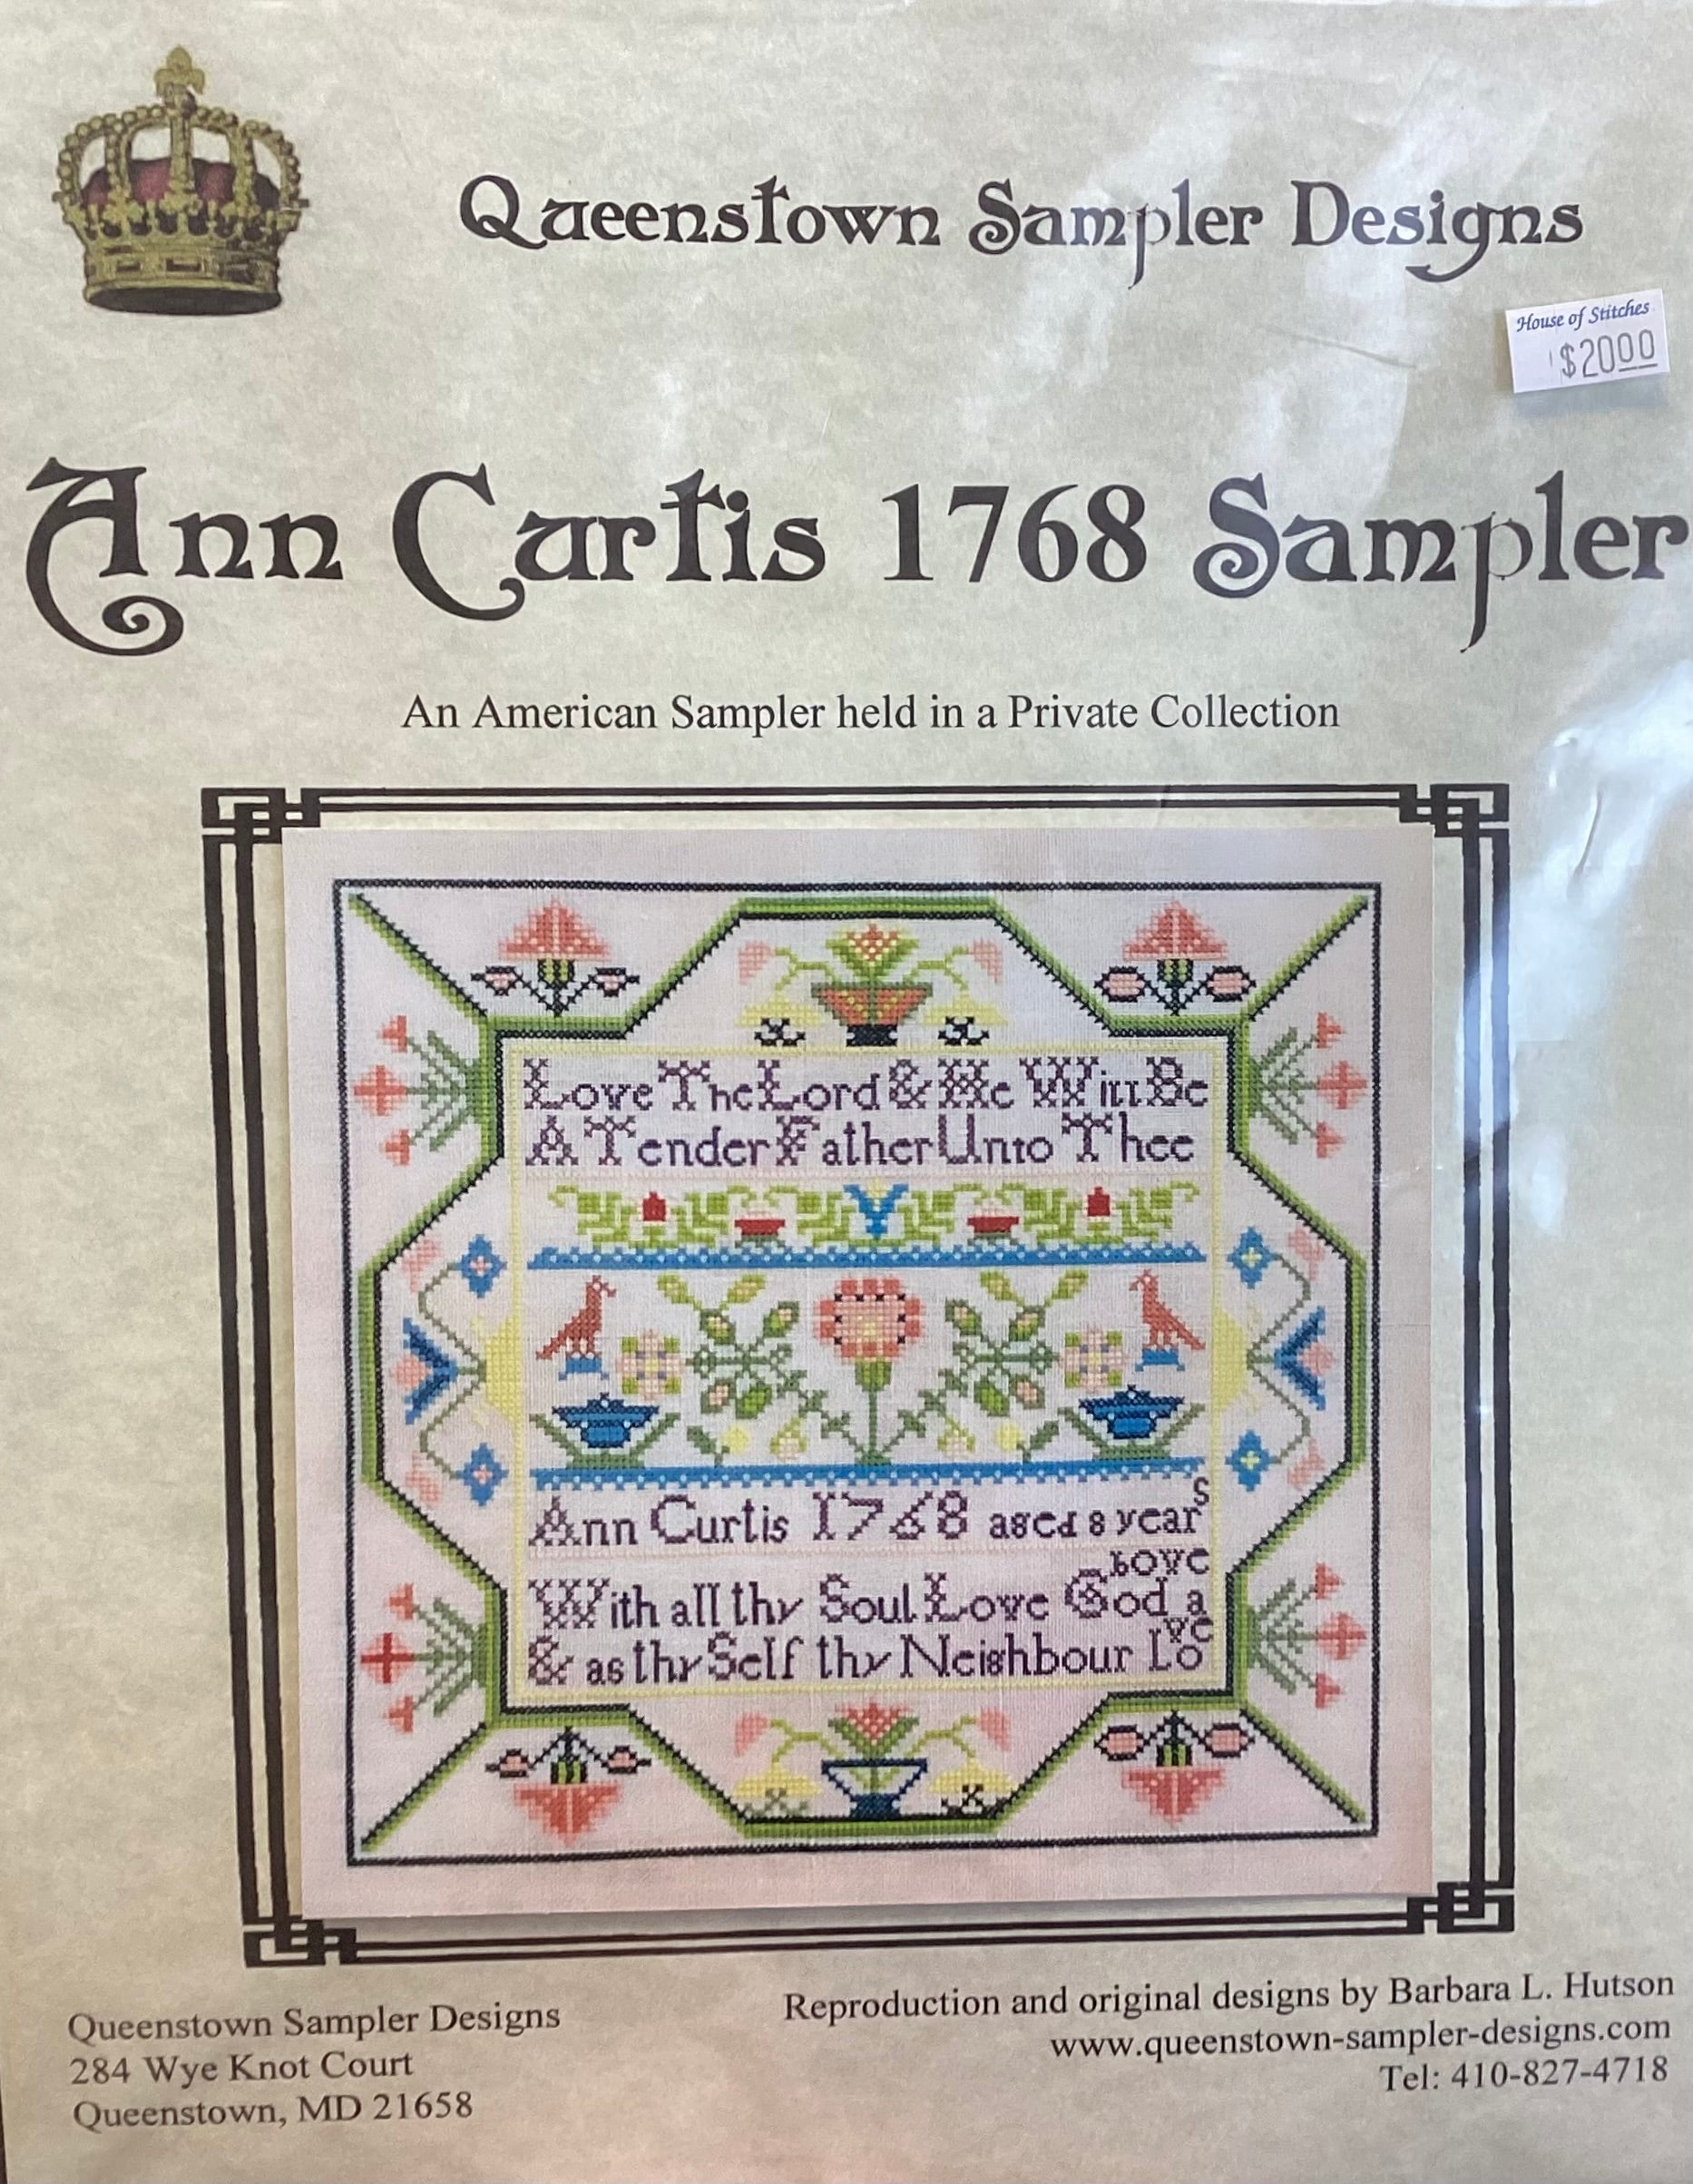 Queenstown Sampler Designs
House of Stitches
$2000
Ann Curtis 1768 Sampler
An American Sampler held in a Private Collection
Love The Lord & He Will Be
A Tender Father Unto Thee
Ann Curtis 1768 aged 8 years
With all thy Soul Love God above
& as thy Self thy Neighbour Love
Queenstown Sampler Designs
284 Wye Knot Court
Queenstown, MD 21658
Reproduction and original designs by Barbara L. Hutson
www.queenstown-sampler-designs.com
Tel: 410-827-4718